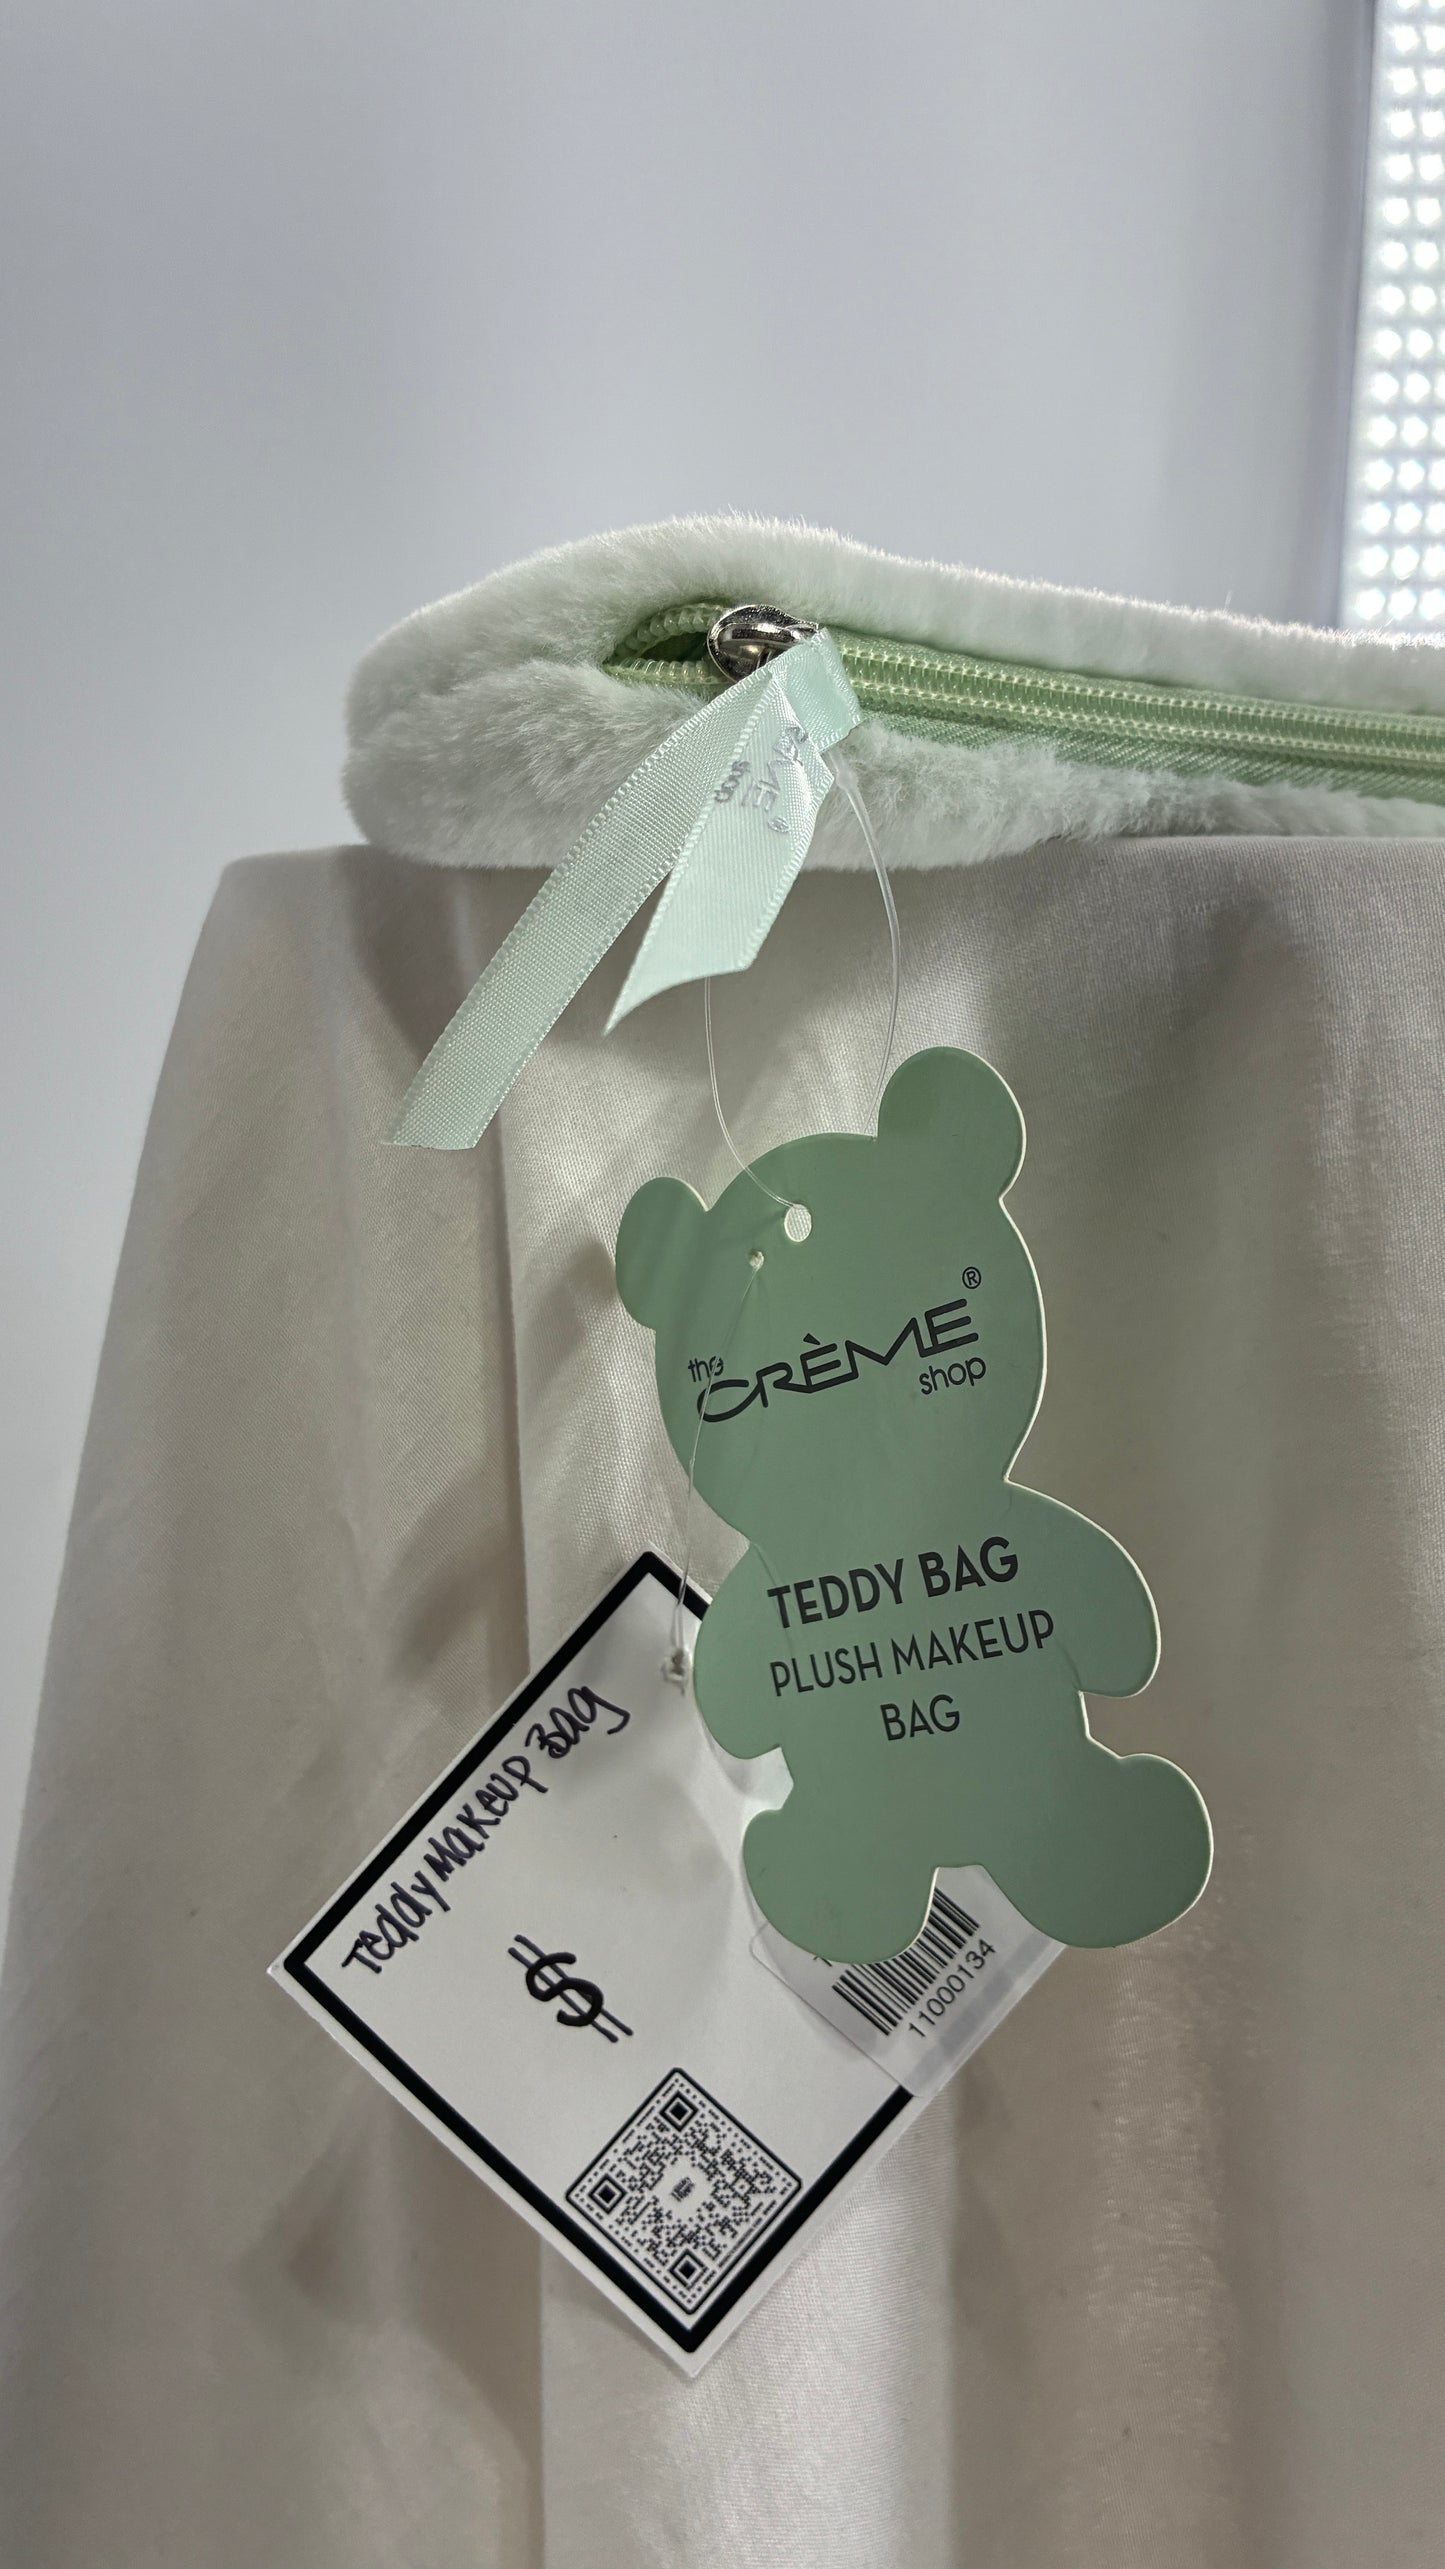 the
CRÈME®
shop
TEDDY BAG
PLUSH MAKEUP
BAG
Teddy Makeup Bag
$
11000134